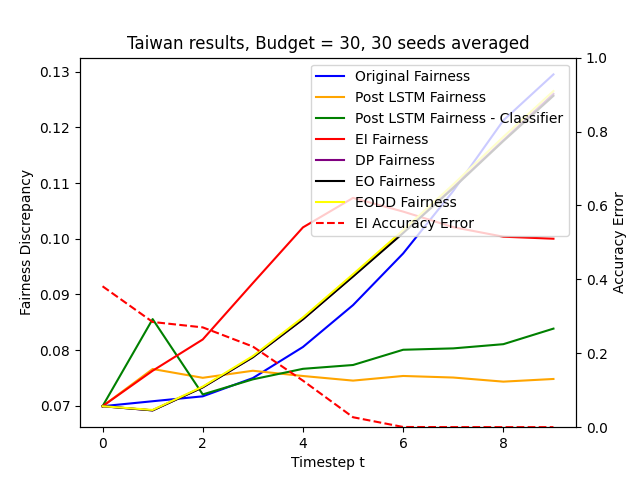 Taiwan results, Budget = 30, 30 seeds averaged
Original Fairness
Post LSTM Fairness
Post LSTM Fairness - Classifier
EI Fairness
DP Fairness
EO Fairness
EODD Fairness
EI Accuracy Error
Fairness Discrepancy
0.13
0.12
0.11
0.10
0.09
0.08
0.07
1.0
0.8
0.6
0.4
0.2
0.0
Accuracy Error
0
2
4
6
8
Timestep t